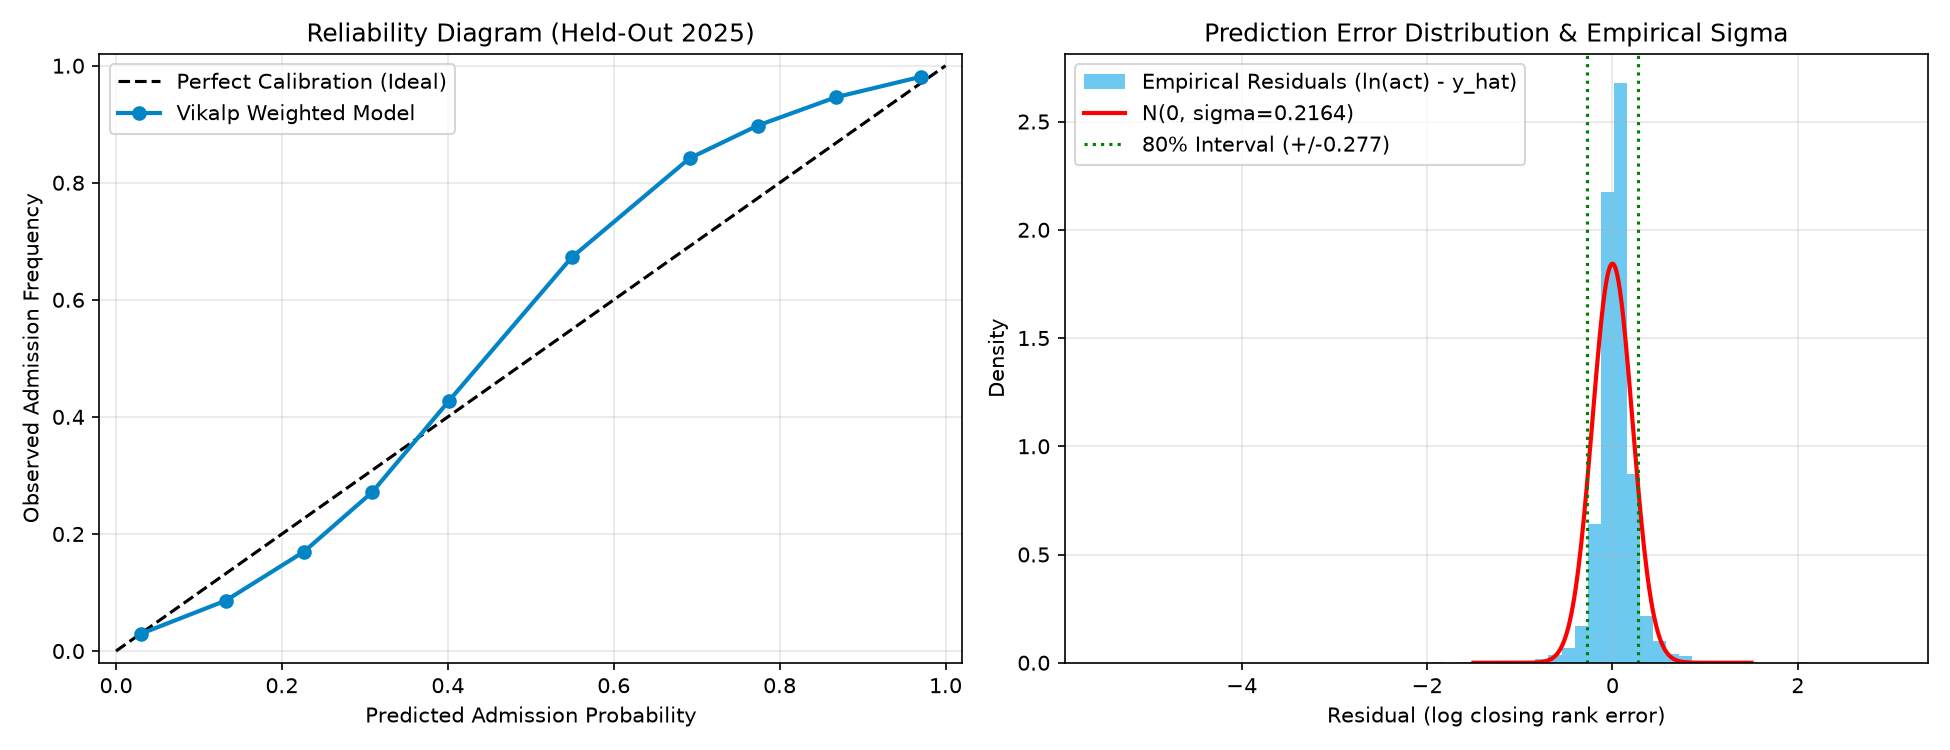 Reliability Diagram (Held-Out 2025)
Perfect Calibration (Ideal)
Vikalp Weighted Model
Observed Admission Frequency
1.0
0.8
0.6
0.4
0.2
0.0
0.0 0.2 0.4 0.6 0.8 1.0
Predicted Admission Probability
Prediction Error Distribution & Empirical Sigma
Empirical Residuals (ln(act) - y_hat)
N(0, sigma=0.2164)
80% Interval (+/-0.277)
Density
2.5
2.0
1.5
1.0
0.5
0.0
−4 −2 0 2
Residual (log closing rank error)